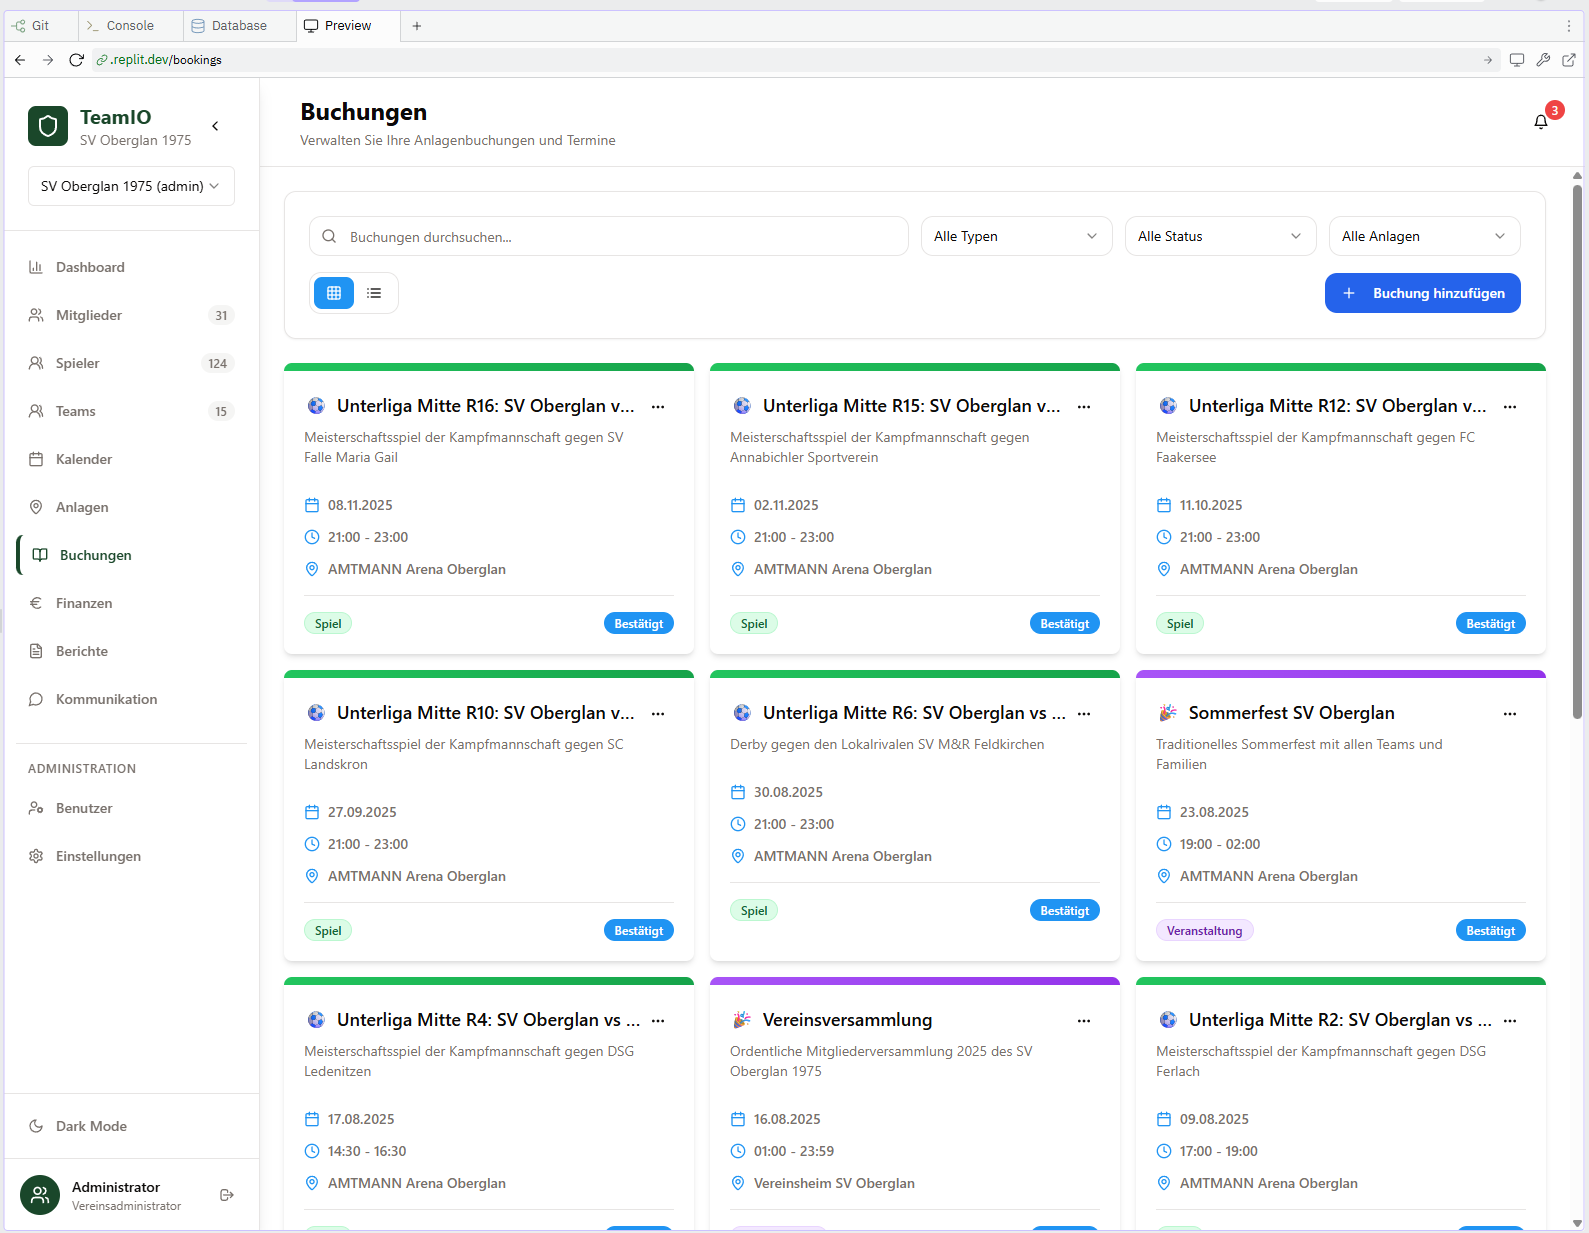 Git
Console
Database
Preview
.replit.dev/bookings
TeamIO
SV Oberglan 1975
SV Oberglan 1975 (admin)
Dashboard
Mitglieder 31
Spieler 124
Teams 15
Kalender
Anlagen
Buchungen
Finanzen
Berichte
Kommunikation
ADMINISTRATION
Benutzer
Einstellungen
Dark Mode
Administrator
Vereinsadministrator
Buchungen
Verwalten Sie Ihre Anlagenbuchungen und Termine
3
Buchungen durchsuchen...
Alle Typen
Alle Status
Alle Anlagen
Buchung hinzufügen
Unterliga Mitte R16: SV Oberglan v...
Meisterschaftsspiel der Kampfmannschaft gegen SV
Falle Maria Gail
08.11.2025
21:00 - 23:00
AMTMANN Arena Oberglan
Spiel
Bestätigt
Unterliga Mitte R15: SV Oberglan v...
Meisterschaftsspiel der Kampfmannschaft gegen
Annabichler Sportverein
02.11.2025
21:00 - 23:00
AMTMANN Arena Oberglan
Spiel
Bestätigt
Unterliga Mitte R12: SV Oberglan v...
Meisterschaftsspiel der Kampfmannschaft gegen FC
Faakersee
11.10.2025
21:00 - 23:00
AMTMANN Arena Oberglan
Spiel
Bestätigt
Unterliga Mitte R10: SV Oberglan v...
Meisterschaftsspiel der Kampfmannschaft gegen SC
Landskron
27.09.2025
21:00 - 23:00
AMTMANN Arena Oberglan
Spiel
Bestätigt
Unterliga Mitte R6: SV Oberglan vs ...
Derby gegen den Lokalrivalen SV M&R Feldkirchen
30.08.2025
21:00 - 23:00
AMTMANN Arena Oberglan
Spiel
Bestätigt
Sommerfest SV Oberglan
Traditionelles Sommerfest mit allen Teams und
Familien
23.08.2025
19:00 - 02:00
AMTMANN Arena Oberglan
Veranstaltung
Bestätigt
Unterliga Mitte R4: SV Oberglan vs ...
Meisterschaftsspiel der Kampfmannschaft gegen DSG
Ledenitzen
17.08.2025
14:30 - 16:30
AMTMANN Arena Oberglan
Vereinsversammlung
Ordentliche Mitgliederversammlung 2025 des SV
Oberglan 1975
16.08.2025
01:00 - 23:59
Vereinsheim SV Oberglan
Unterliga Mitte R2: SV Oberglan vs ...
Meisterschaftsspiel der Kampfmannschaft gegen DSG
Ferlach
09.08.2025
17:00 - 19:00
AMTMANN Arena Oberglan